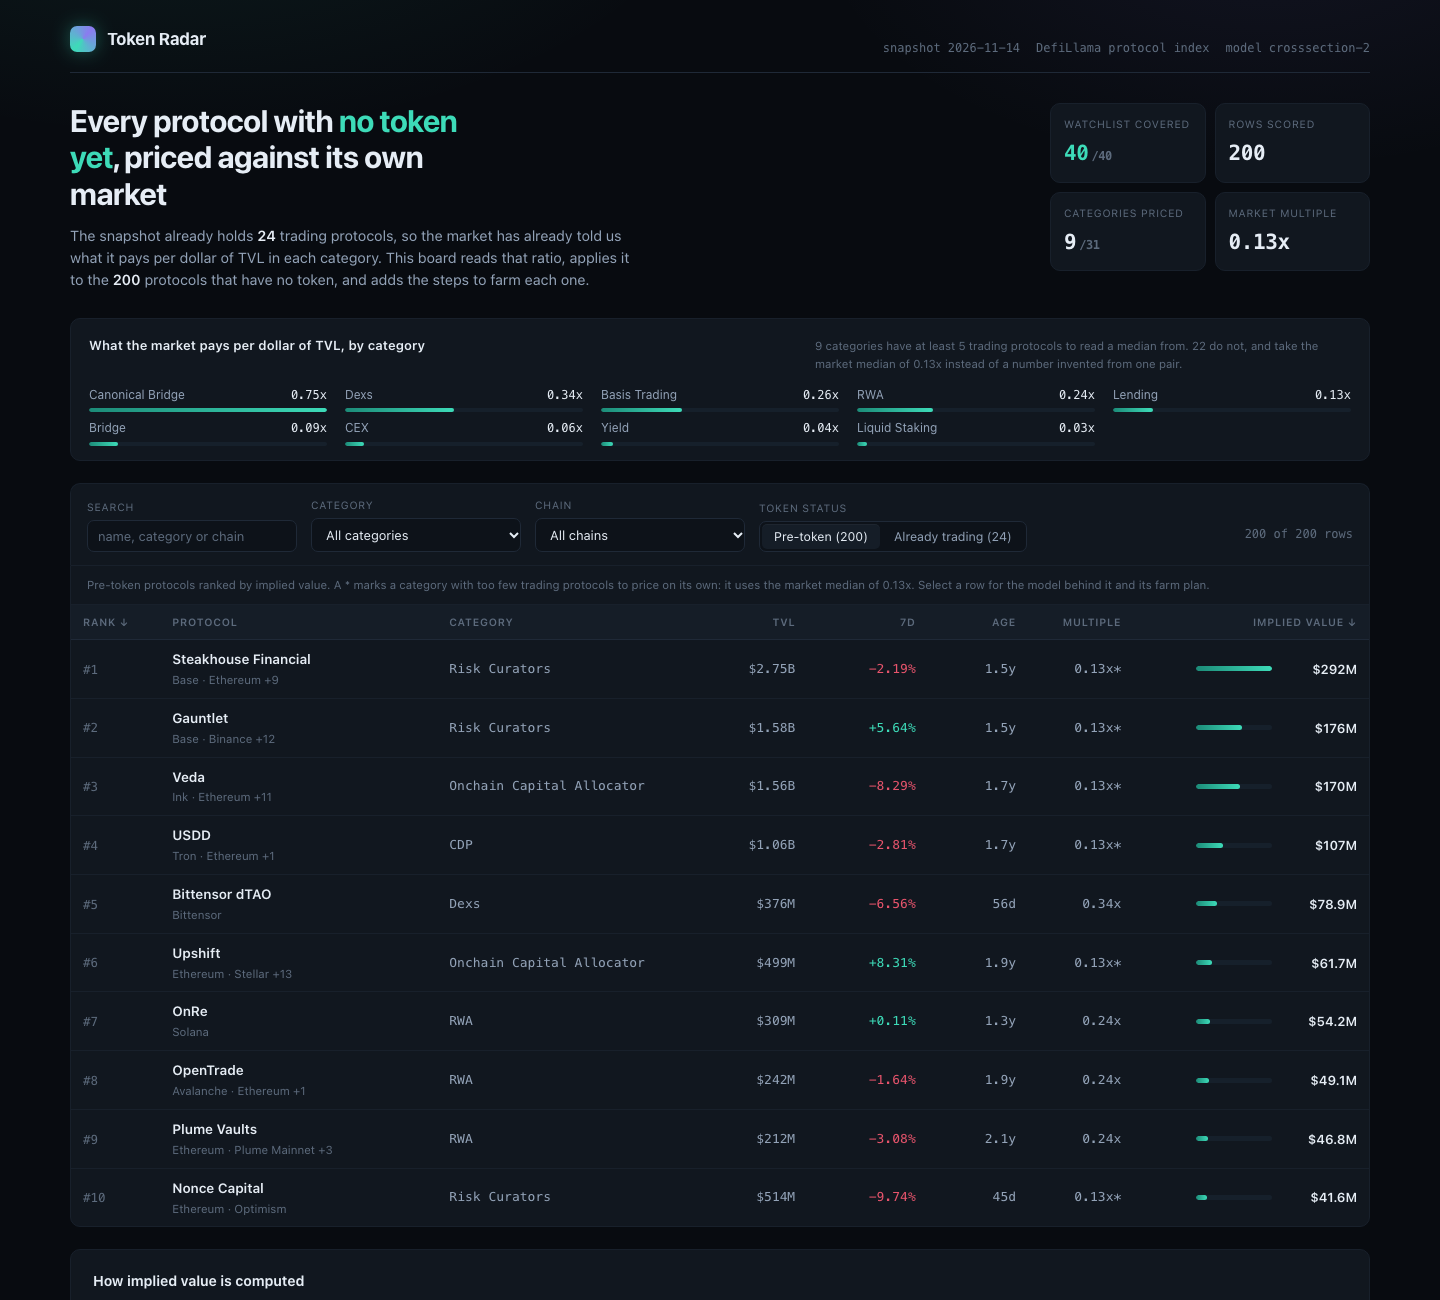 Token Radar
snapshot 2026-11-14 DefiLlama protocol index model crosssection-2
Every protocol with no token
yet, priced against its own
market
The snapshot already holds 24 trading protocols, so the market has already told us
what it pays per dollar of TVL in each category. This board reads that ratio, applies it
to the 200 protocols that have no token, and adds the steps to farm each one.
WATCHLIST COVERED
40 /40
ROWS SCORED
200
CATEGORIES PRICED
9 /31
MARKET MULTIPLE
0.13x
What the market pays per dollar of TVL, by category
9 categories have at least 5 trading protocols to read a median from. 22 do not, and take the
market median of 0.13x instead of a number invented from one pair.
Canonical Bridge 0.75x
Dexs 0.34x
Basis Trading 0.26x
RWA 0.24x
Lending 0.13x
Bridge 0.09x
CEX 0.06x
Yield 0.04x
Liquid Staking 0.03x
SEARCH
name, category or chain
CATEGORY
All categories
CHAIN
All chains
TOKEN STATUS
Pre-token (200) Already trading (24)
200 of 200 rows
Pre-token protocols ranked by implied value. A * marks a category with too few trading protocols to price on its own: it uses the market median of 0.13x. Select a row for the model behind it and its farm plan.
RANK ↓ PROTOCOL CATEGORY TVL 7D AGE MULTIPLE IMPLIED VALUE ↓
#1 Steakhouse Financial Risk Curators $2.75B −2.19% 1.5y 0.13x* $292M
Base · Ethereum +9
#2 Gauntlet Risk Curators $1.58B +5.64% 1.5y 0.13x* $176M
Base · Binance +12
#3 Veda Onchain Capital Allocator $1.56B −8.29% 1.7y 0.13x* $170M
Ink · Ethereum +11
#4 USDD CDP $1.06B −2.81% 1.7y 0.13x* $107M
Tron · Ethereum +1
#5 Bittensor dTAO Dexs $376M −6.56% 56d 0.34x $78.9M
Bittensor
#6 Upshift Onchain Capital Allocator $499M +8.31% 1.9y 0.13x* $61.7M
Ethereum · Stellar +13
#7 OnRe RWA $309M +0.11% 1.3y 0.24x $54.2M
Solana
#8 OpenTrade RWA $242M −1.64% 1.9y 0.24x $49.1M
Avalanche · Ethereum +1
#9 Plume Vaults RWA $212M −3.08% 2.1y 0.24x $46.8M
Ethereum · Plume Mainnet +3
#10 Nonce Capital Risk Curators $514M −9.74% 45d 0.13x* $41.6M
Ethereum · Optimism
How implied value is computed